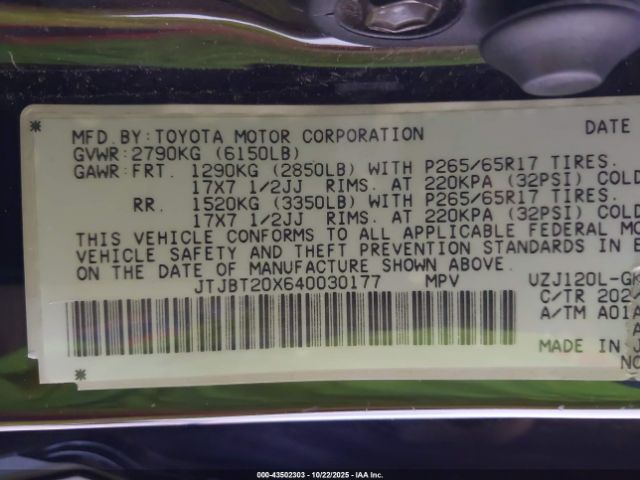 * MFD. BY: TOYOTA MOTOR CORPORATION DATE
GVWR: 2790KG (6150LB)
GAWR: FRT. 1290KG (2850LB) WITH P265/65R17 TIRES.
17X7 1/2JJ RIMS. AT 220KPA (32PSI) COLD
RR. 1520KG (3350LB) WITH P265/65R17 TIRES.
17X7 1/2JJ RIMS. AT 220KPA (32PSI) COLD
THIS VEHICLE CONFORMS TO ALL APPLICABLE FEDERAL MO
VEHICLE SAFETY AND THEFT PREVENTION STANDARDS IN E
ON THE DATE OF MANUFACTURE SHOWN ABOVE.
JTJBT20X640030177 MPV UZJ120L-GK
C/TR 202
A/TM A01A
MADE IN J
*
NO
000-43502303 - 10/22/2025 - IAA Inc.